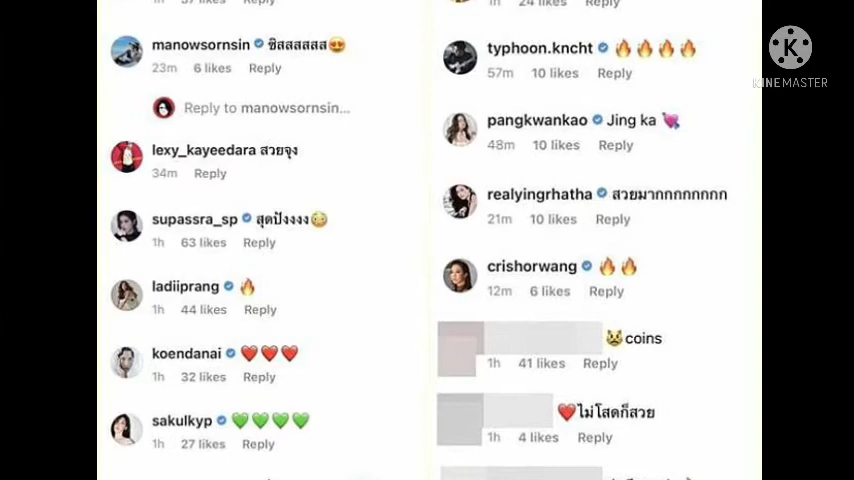 manowsornsin ซิสสสสสส😍
23m 6 likes Reply
Reply to manowsornsin...
lexy_kayeedara สวยจุง
34m Reply
supassra_sp สุดปังงงง😳
1h 63 likes Reply
ladiiprang 🔥
1h 44 likes Reply
koendanai ❤️❤️❤️
1h 32 likes Reply
sakulkyp 💚💚💚💚
1h 27 likes Reply
1h 24 likes Reply
typhoon.kncht 🔥🔥🔥🔥
57m 10 likes Reply
pangkwankao Jing ka 💘
48m 10 likes Reply
realyingrhatha สวยมากกกกกกกกก
21m 10 likes Reply
crishorwang 🔥🔥
12m 6 likes Reply
😼coins
1h 41 likes Reply
❤️ไม่โสดก็สวย
1h 4 likes Reply
K
KINEMASTER